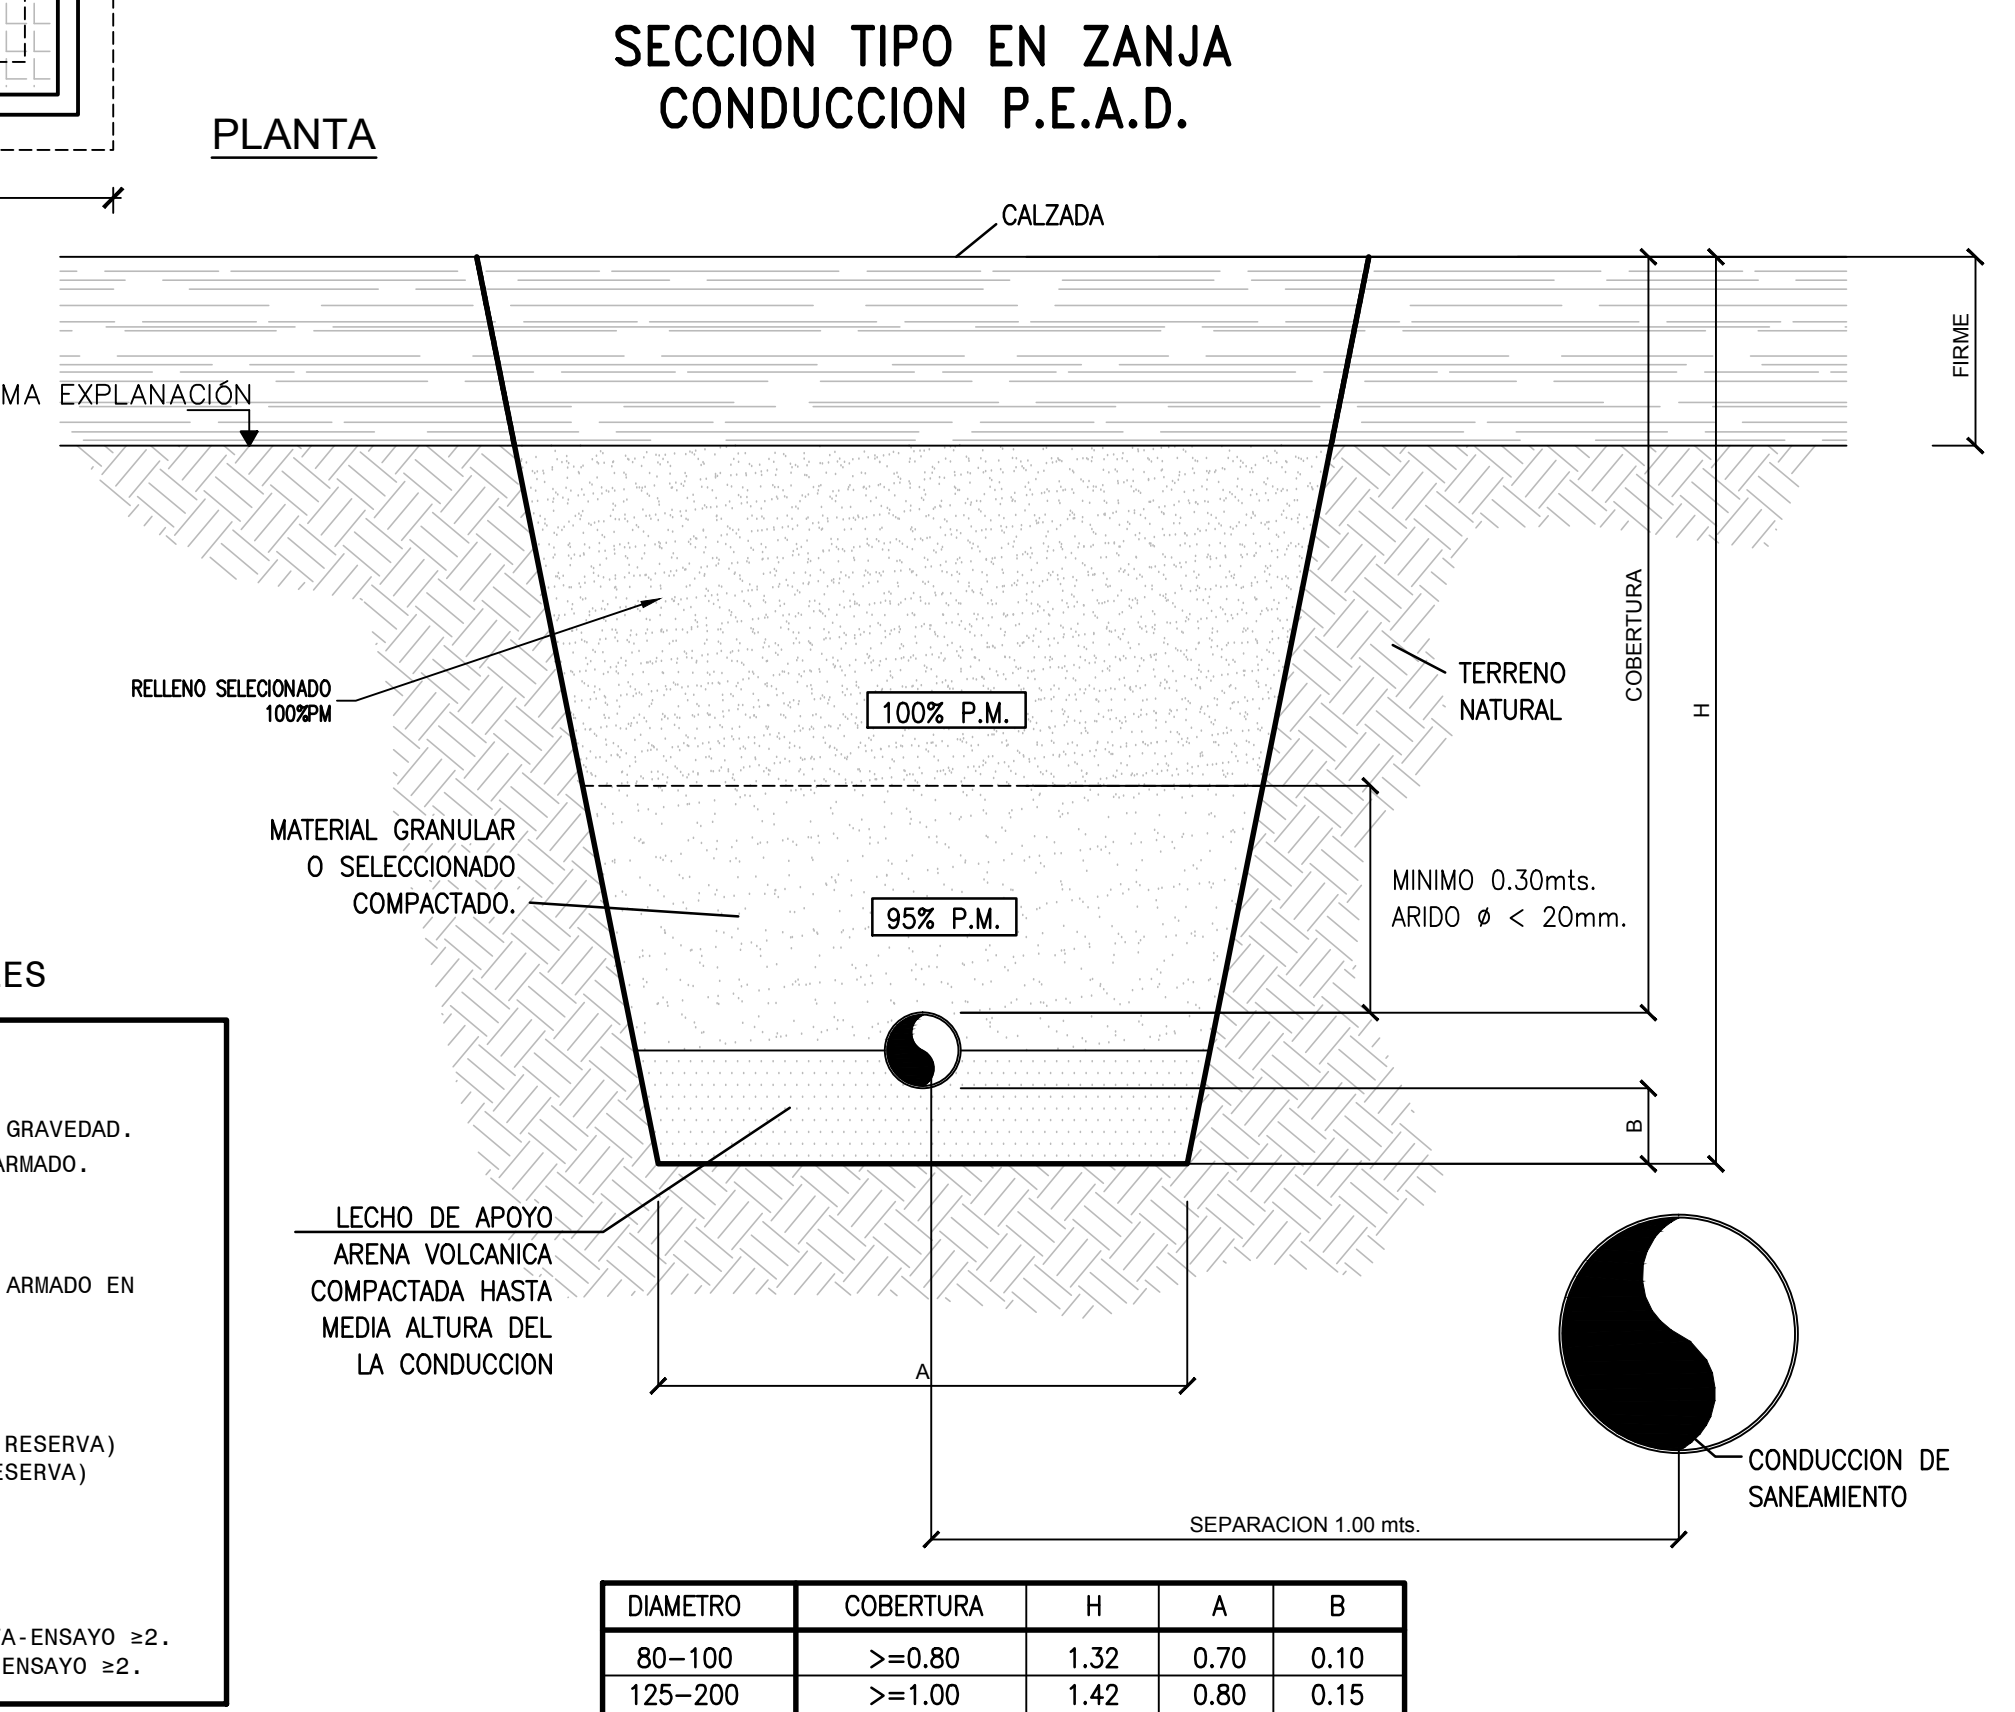 SECCION TIPO EN ZANJA
CONDUCCION P.E.A.D.
PLANTA
CALZADA
FIRME
MA EXPLANACIÓN
COBERTURA
H
RELLENO SELECIONADO
100%PM
100% P.M.
TERRENO
NATURAL
MATERIAL GRANULAR
O SELECCIONADO
COMPACTADO.
95% P.M.
MINIMO 0.30mts.
ARIDO ø < 20mm.
ES
GRAVEDAD.
ARMADO.
B
LECHO DE APOYO
ARENA VOLCANICA
COMPACTADA HASTA
MEDIA ALTURA DEL
LA CONDUCCION
ARMADO EN
A
RESERVA)
ESERVA)
CONDUCCION DE
SANEAMIENTO
SEPARACION 1.00 mts.
A-ENSAYO ≥2.
ENSAYO ≥2.
DIAMETRO COBERTURA H A B
80-100 >=0.80 1.32 0.70 0.10
125-200 >=1.00 1.42 0.80 0.15